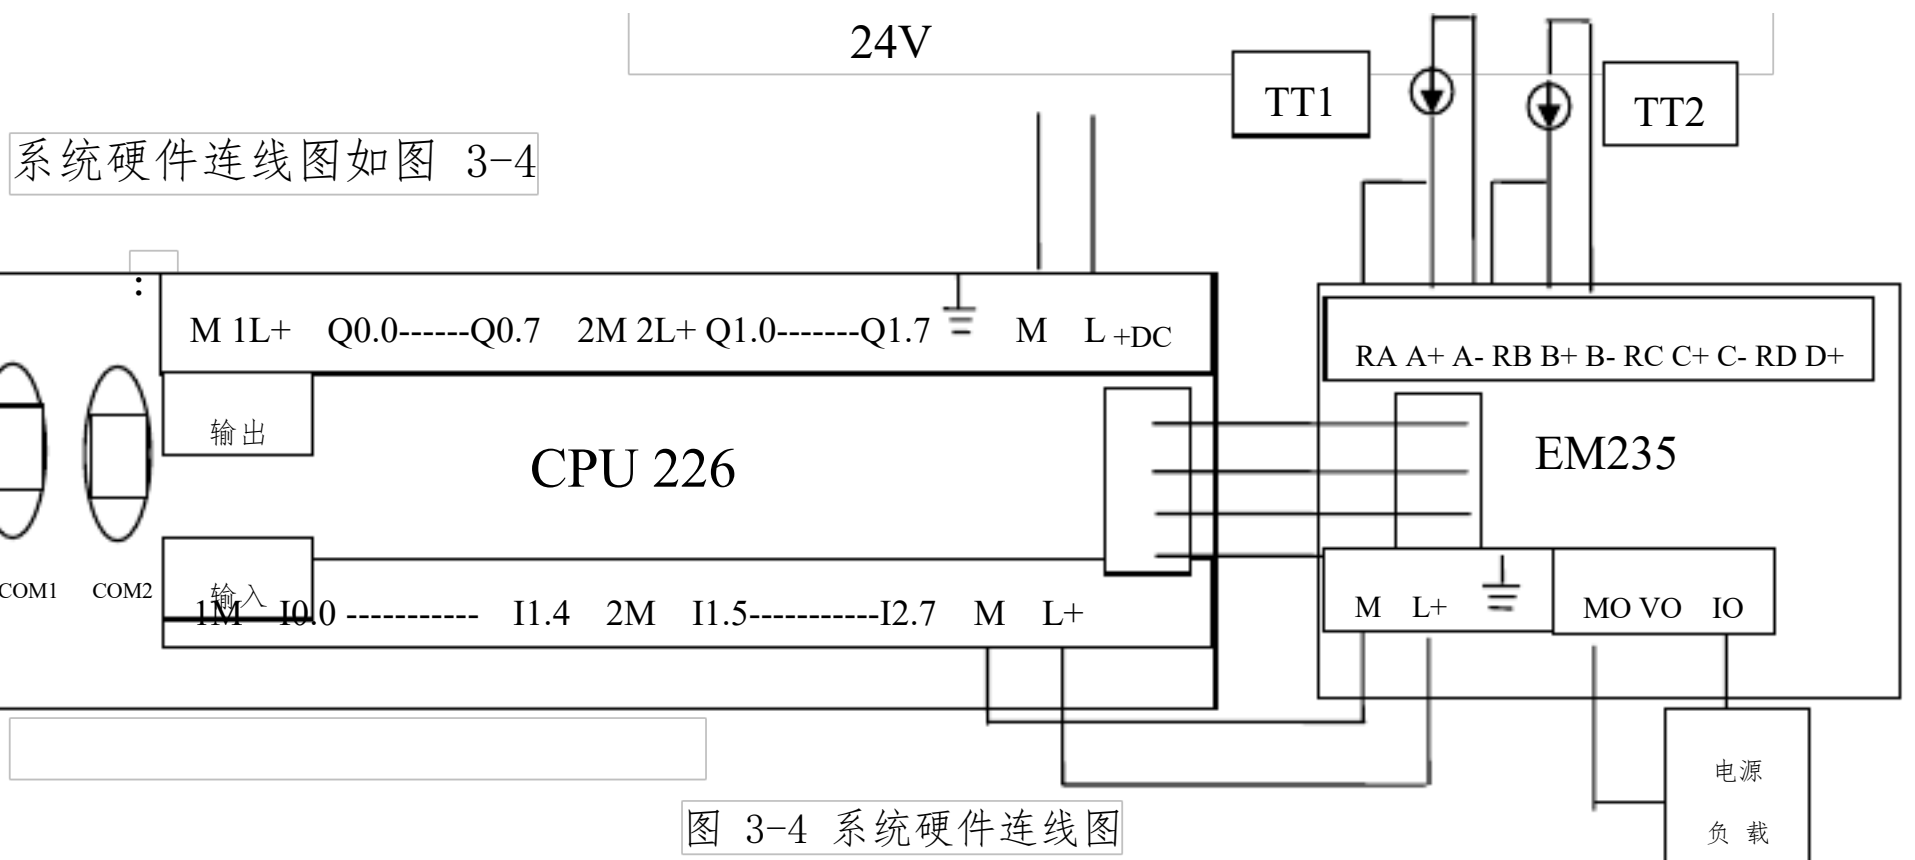 24V
TT1
TT2
系统硬件连线图如图 3-4
:
M 1L+ Q0.0------Q0.7 2M 2L+ Q1.0-------Q1.7 M L +DC
RA A+ A- RB B+ B- RC C+ C- RD D+
输出
CPU 226
EM235
COM1 COM2
输入
1M I0.0 ----------- I1.4 2M I1.5-----------I2.7 M L+
M L+ MO VO IO
电源
负 载
图 3-4 系统硬件连线图